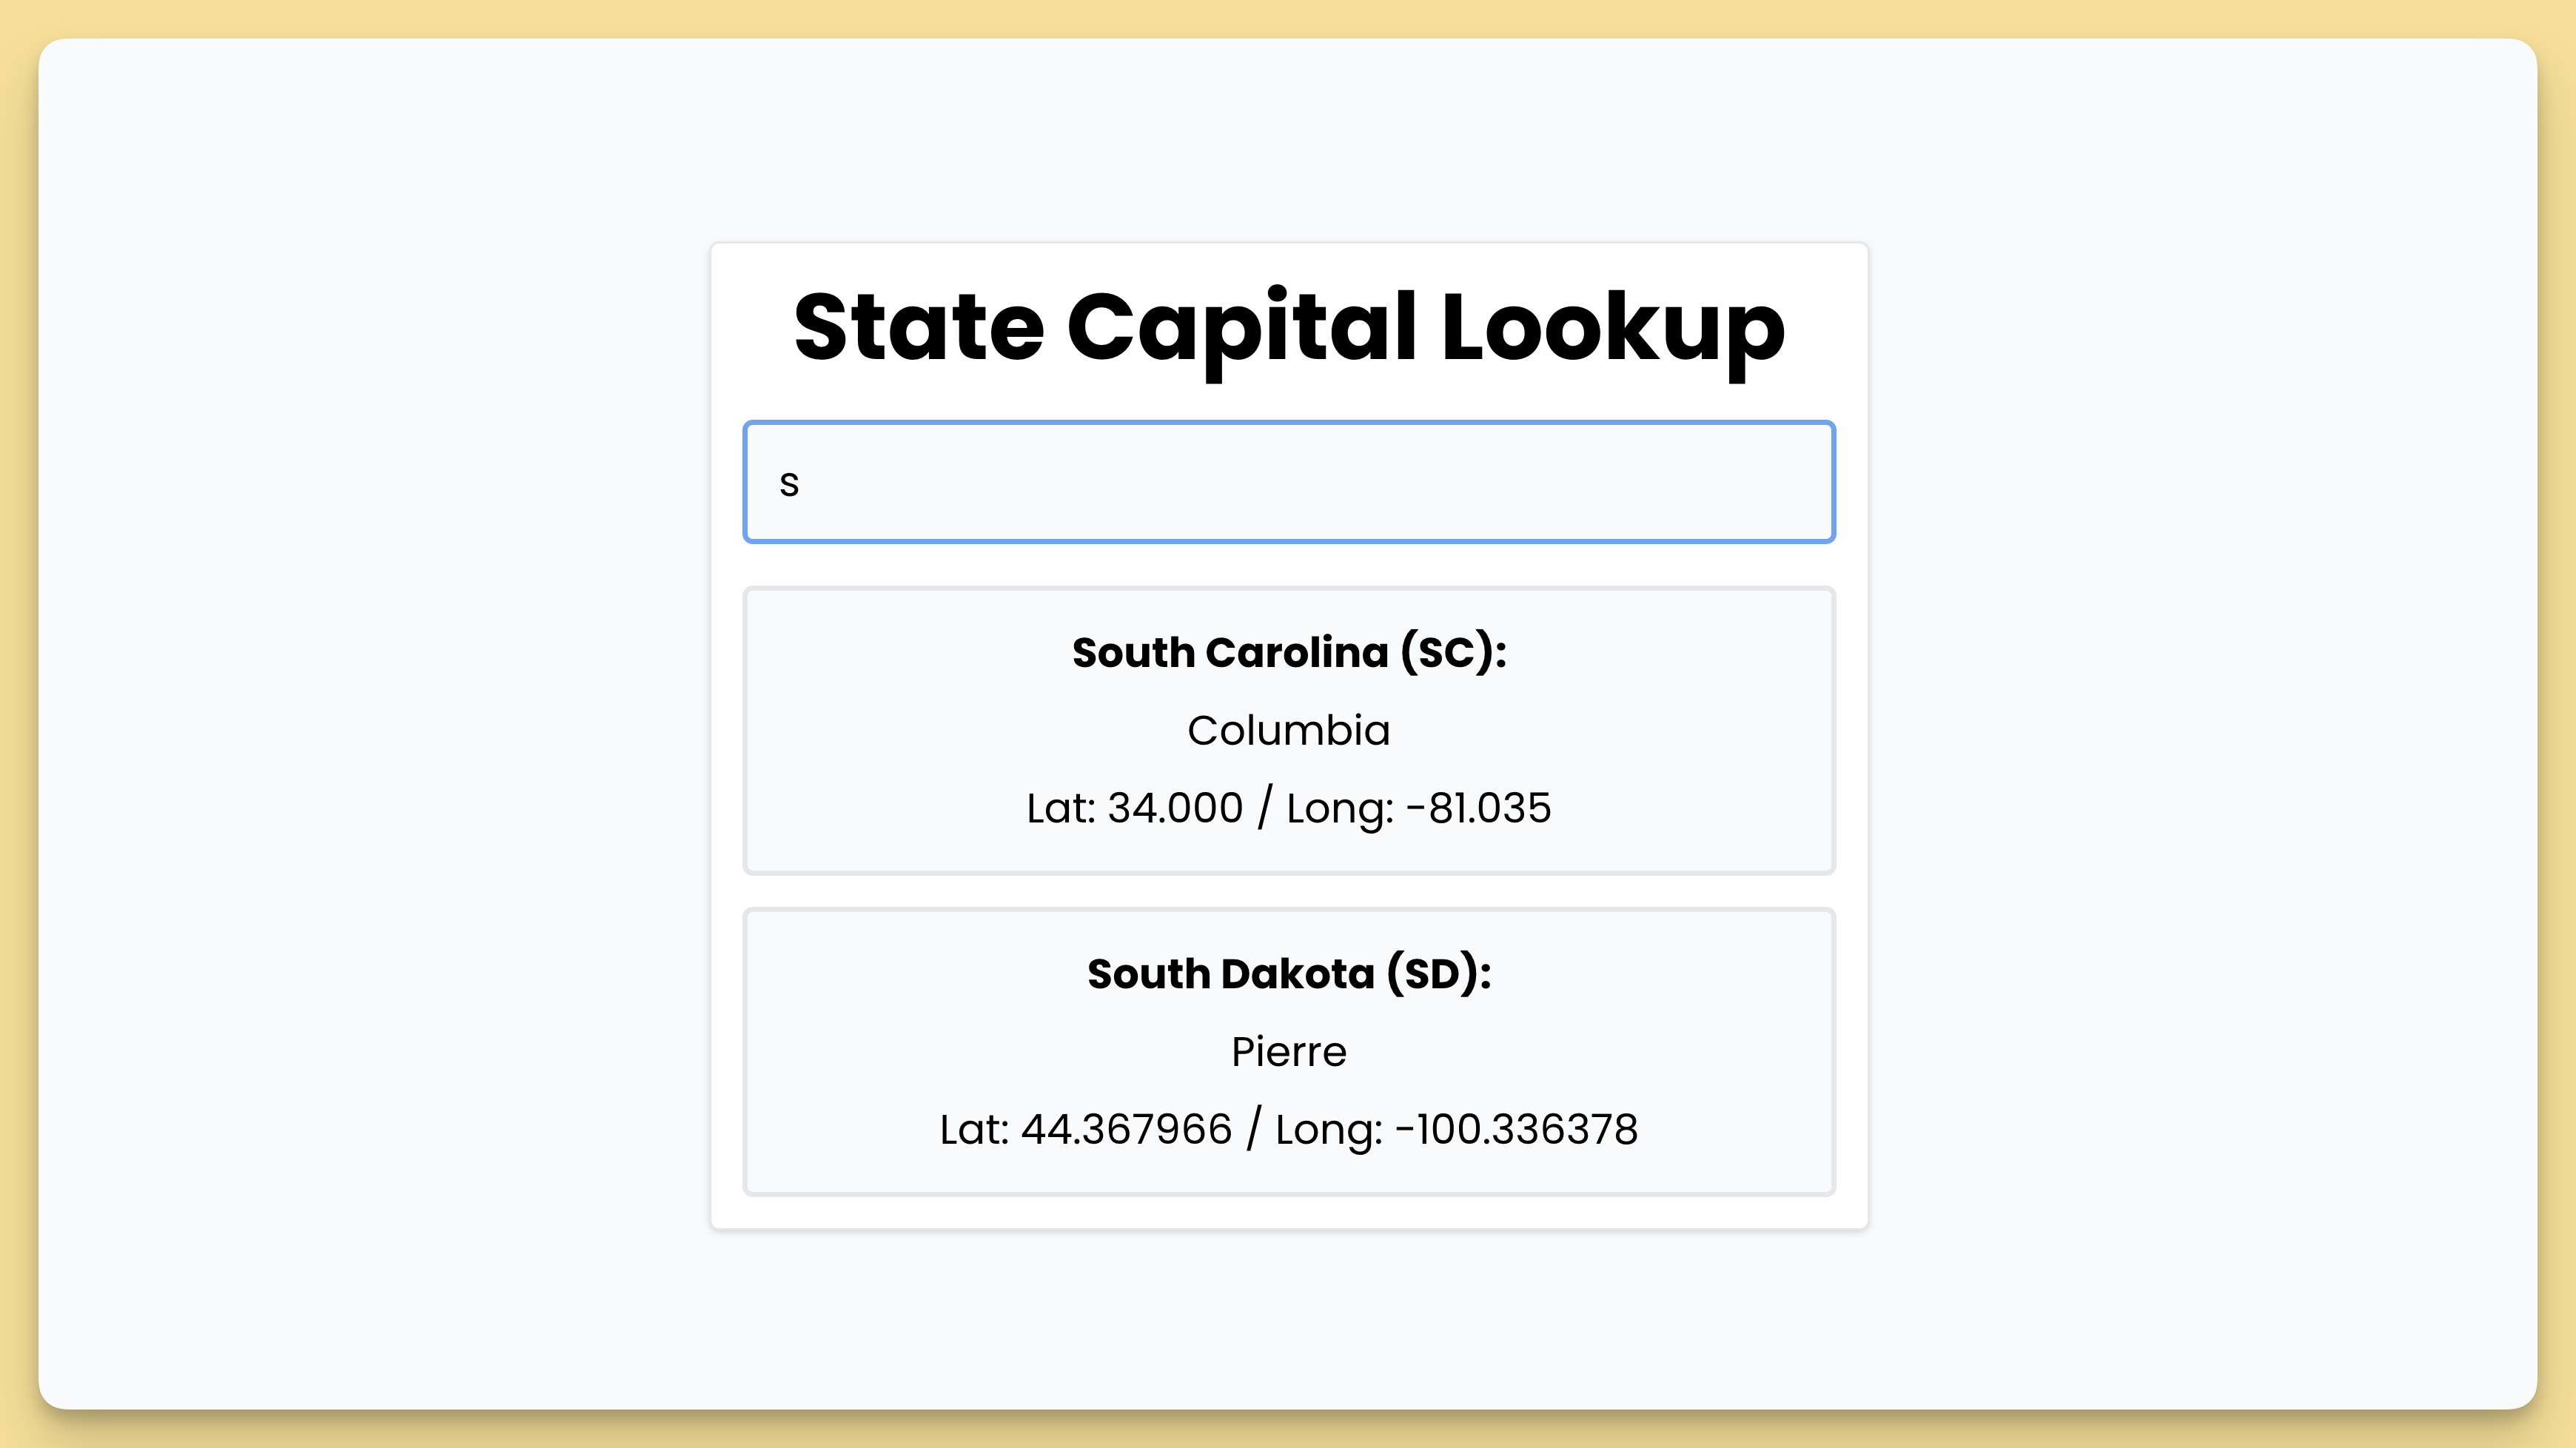 State Capital Lookup
s
South Carolina (SC):
Columbia
Lat: 34.000 / Long: -81.035
South Dakota (SD):
Pierre
Lat: 44.367966 / Long: -100.336378